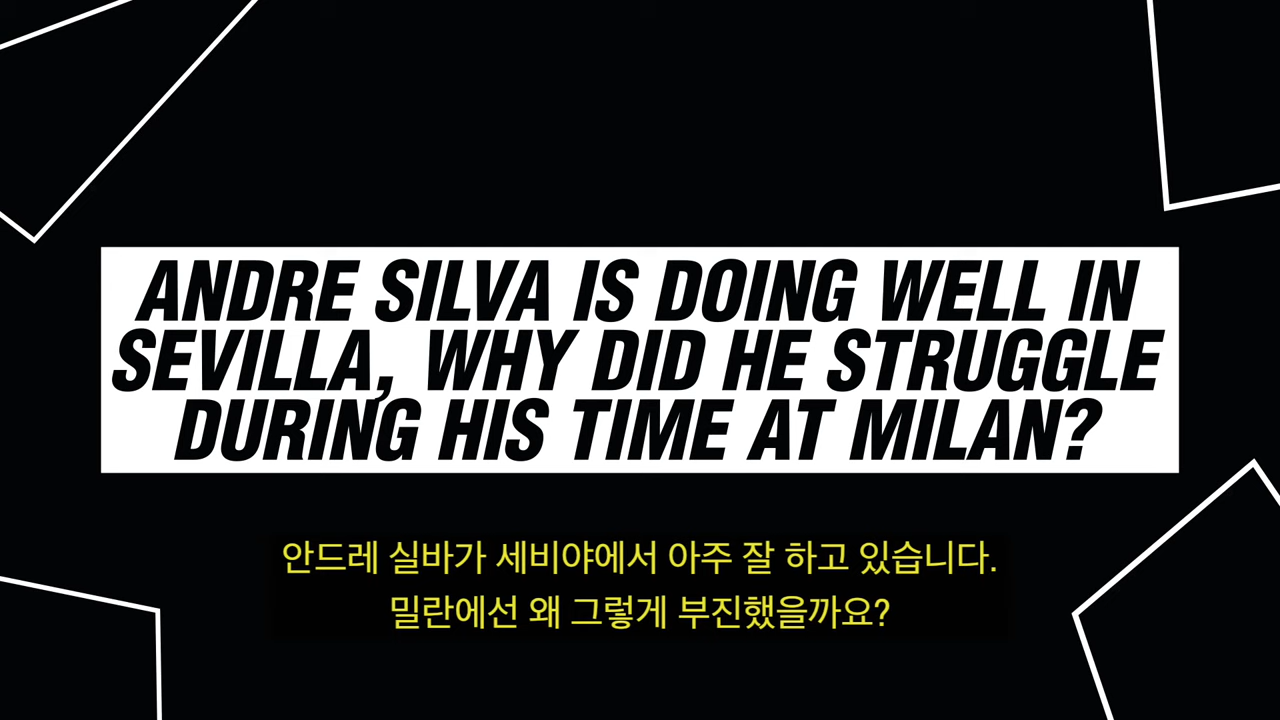 ANDRE SILVA IS DOING WELL IN
SEVILLA, WHY DID HE STRUGGLE
DURING HIS TIME AT MILAN?
안드레 실바가 세비야에서 아주 잘 하고 있습니다.
밀란에선 왜 그렇게 부진했을까요?